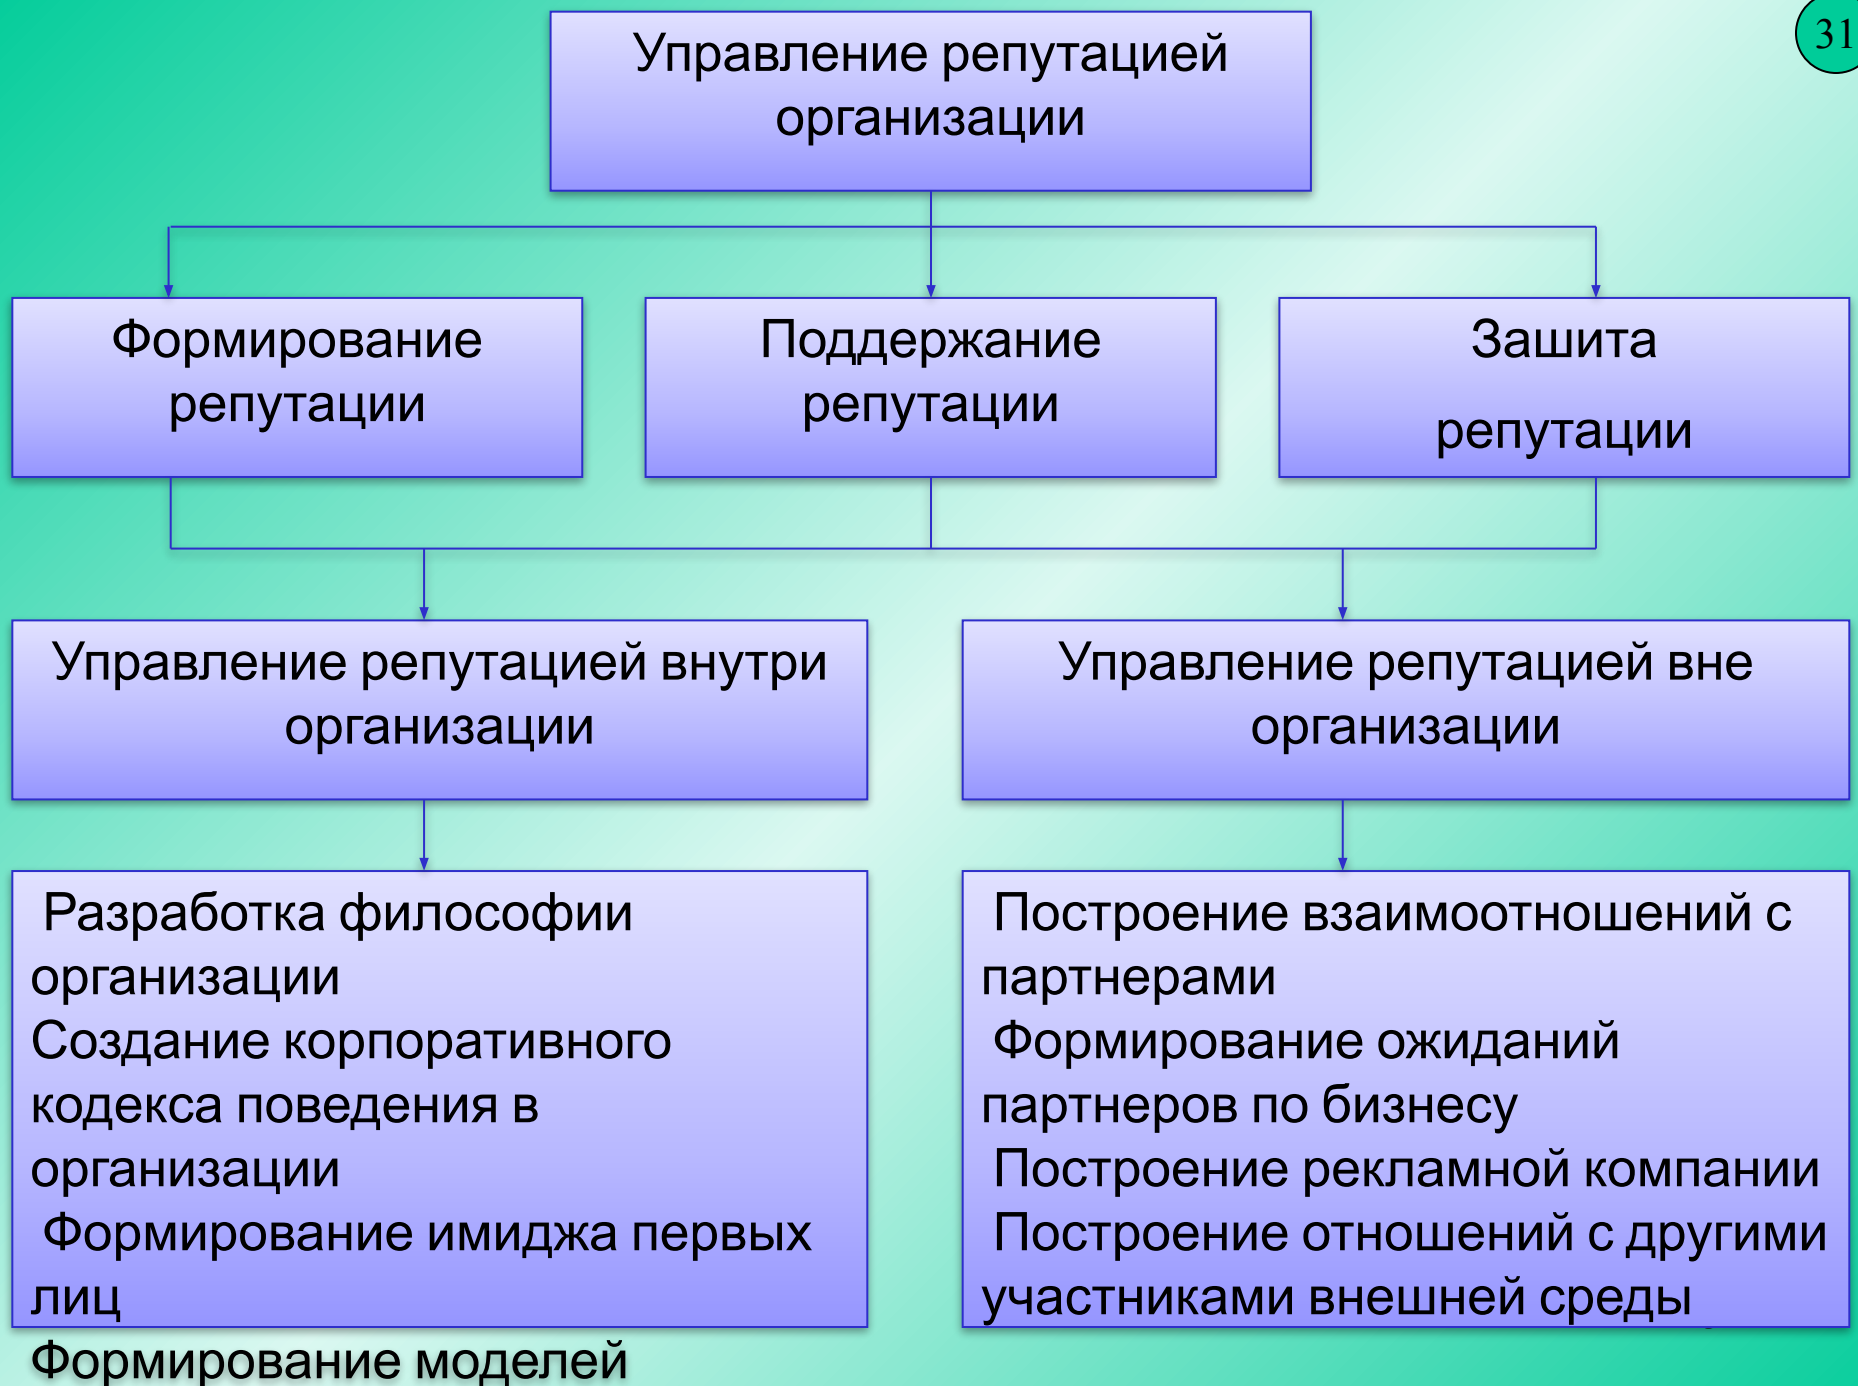 31
Управление репутацией
организации
Формирование
репутации
Поддержание
репутации
Зашита
репутации
Управление репутацией внутри
организации
Управление репутацией вне
организации
Разработка философии
организации
Создание корпоративного
кодекса поведения в
организации
Формирование имиджа первых
лиц
Формирование моделей
Построение взаимоотношений с
партнерами
Формирование ожиданий
партнеров по бизнесу
Построение рекламной компании
Построение отношений с другими
участниками внешней среды